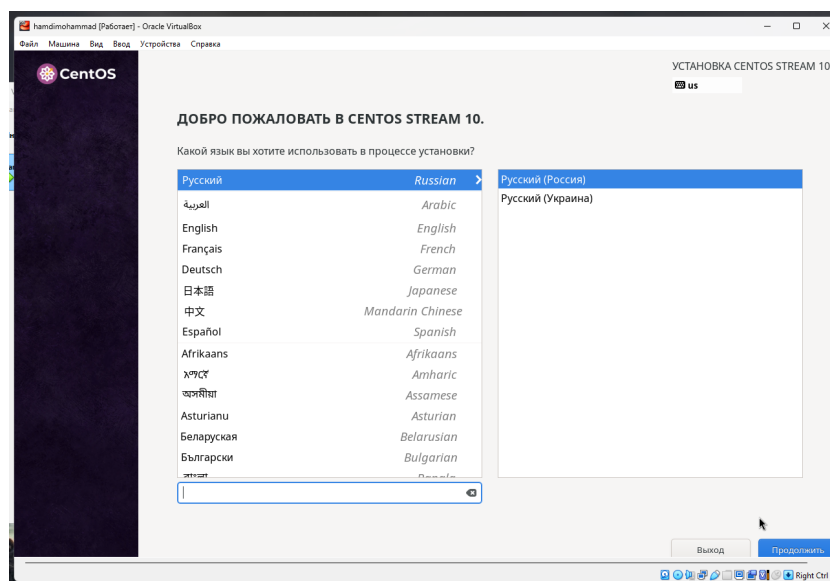 hamdimohammad [Работает] - Oracle VirtualBox
Файл Машина Вид Ввод Устройства Справка
CentOS
УСТАНОВКА CENTOS STREAM 10
us
ДОБРО ПОЖАЛОВАТЬ В CENTOS STREAM 10.
Какой язык вы хотите использовать в процессе установки?
Русский Russian
العربية Arabic
English English
Français French
Deutsch German
日本語 Japanese
中文 Mandarin Chinese
Español Spanish
Afrikaans Afrikaans
አማርኛ Amharic
অসমীয়া Assamese
Asturianu Asturian
Беларуская Belarusian
Български Bulgarian
বাংলা Bangla
Русский (Россия)
Русский (Украина)
Выход
Продолжить
Right Ctrl